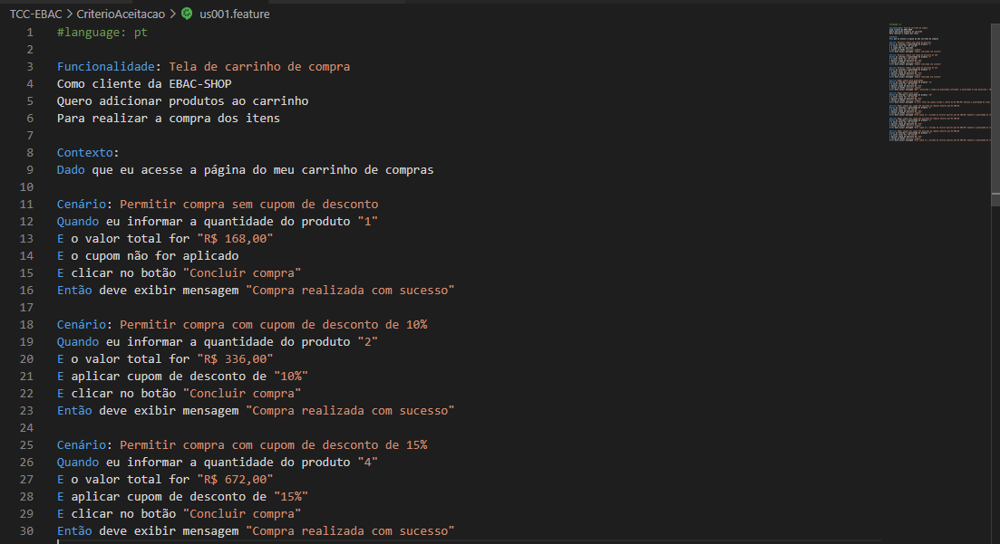 TCC-EBAC > CriterioAceitacao > us001.feature
1 #language: pt
2
3 Funcionalidade: Tela de carrinho de compra
4 Como cliente da EBAC-SHOP
5 Quero adicionar produtos ao carrinho
6 Para realizar a compra dos itens
7
8 Contexto:
9 Dado que eu acesse a página do meu carrinho de compras
10
11 Cenário: Permitir compra sem cupom de desconto
12 Quando eu informar a quantidade do produto "1"
13 E o valor total for "R$ 168,00"
14 E o cupom não for aplicado
15 E clicar no botão "Concluir compra"
16 Então deve exibir mensagem "Compra realizada com sucesso"
17
18 Cenário: Permitir compra com cupom de desconto de 10%
19 Quando eu informar a quantidade do produto "2"
20 E o valor total for "R$ 336,00"
21 E aplicar cupom de desconto de "10%"
22 E clicar no botão "Concluir compra"
23 Então deve exibir mensagem "Compra realizada com sucesso"
24
25 Cenário: Permitir compra com cupom de desconto de 15%
26 Quando eu informar a quantidade do produto "4"
27 E o valor total for "R$ 672,00"
28 E aplicar cupom de desconto de "15%"
29 E clicar no botão "Concluir compra"
30 Então deve exibir mensagem "Compra realizada com sucesso"